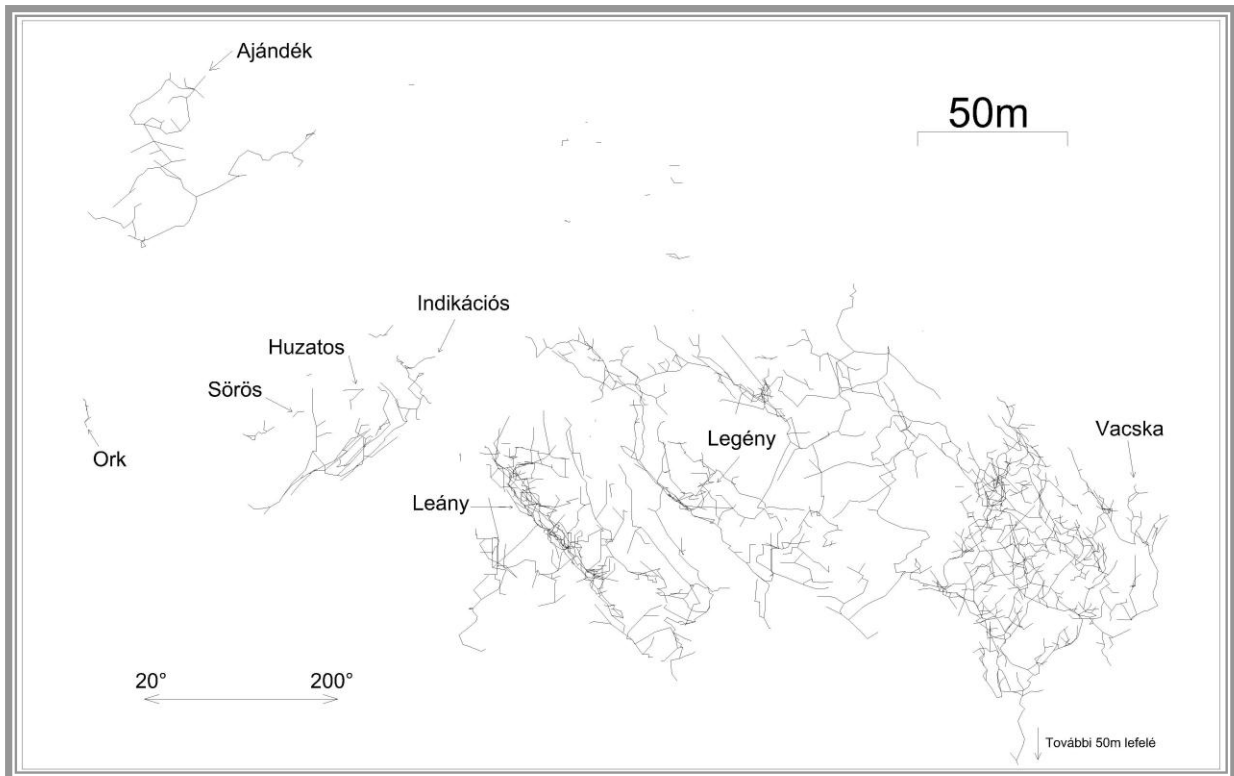 Ajándék
50m
Indikációs
Huzatos
Sörös
Ork
Legény
Vacska
Leány
20° 200°
További 50m lefelé